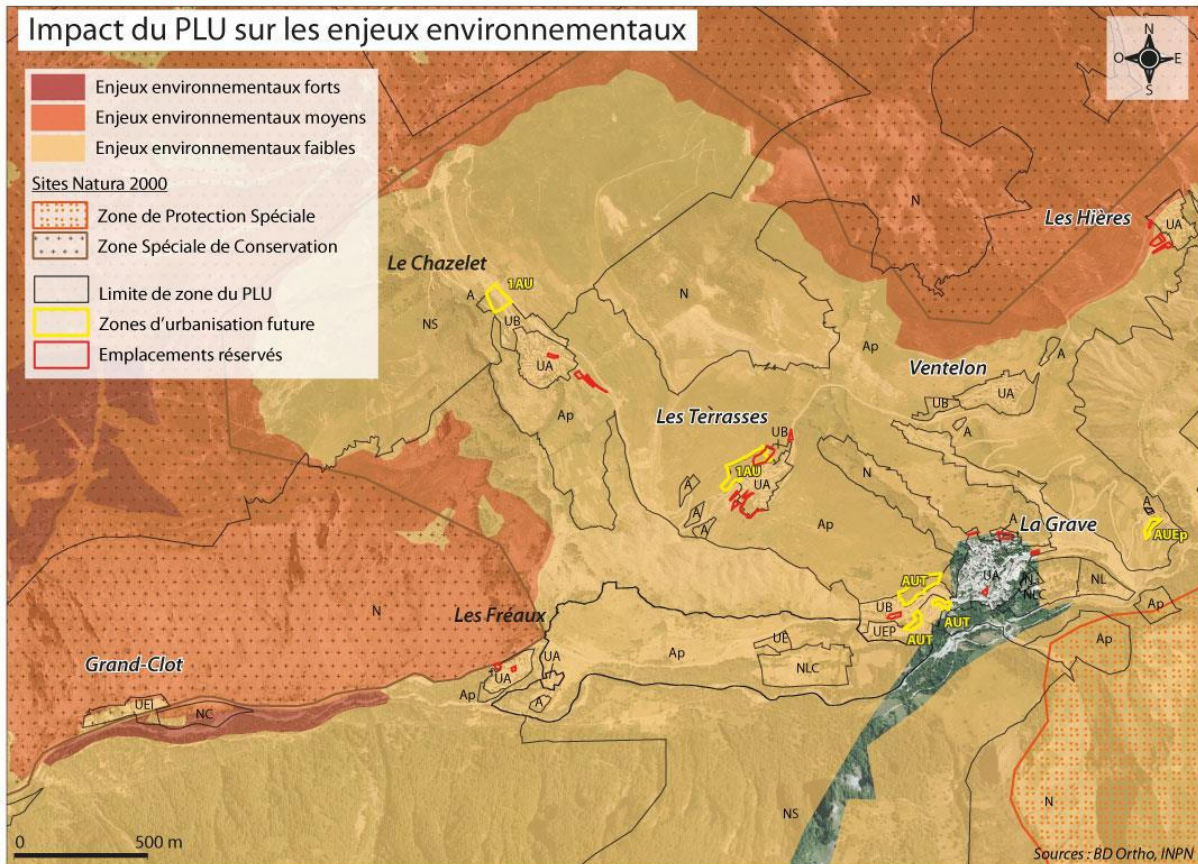 Impact du PLU sur les enjeux environnementaux
N
O
E
S
Enjeux environnementaux forts
Enjeux environnementaux moyens
Enjeux environnementaux faibles
Sites Natura 2000
Zone de Protection Spéciale
Zone Spéciale de Conservation
Limite de zone du PLU
Zones d'urbanisation future
Emplacements réservés
N
Les Hières
UA
Le Chazelet
1AU
A
N
NS
UB
Ap
A
UA
Ventelon
UA
UB
Ap
Les Terrasses
UB
A
1AU
N
A
UA
A
A
Ap
A
La Grave
AUEp
UA
N
NL
NLC
AUT
N
UB
AUT
Ap
Les Fréaux
UEP
AUT
UE
Ap
UA
Ap
NLC
Grand-Clot
UA
Ap
A
UEi
NC
N
NS
0
500 m
Sources : BD Ortho, INPN